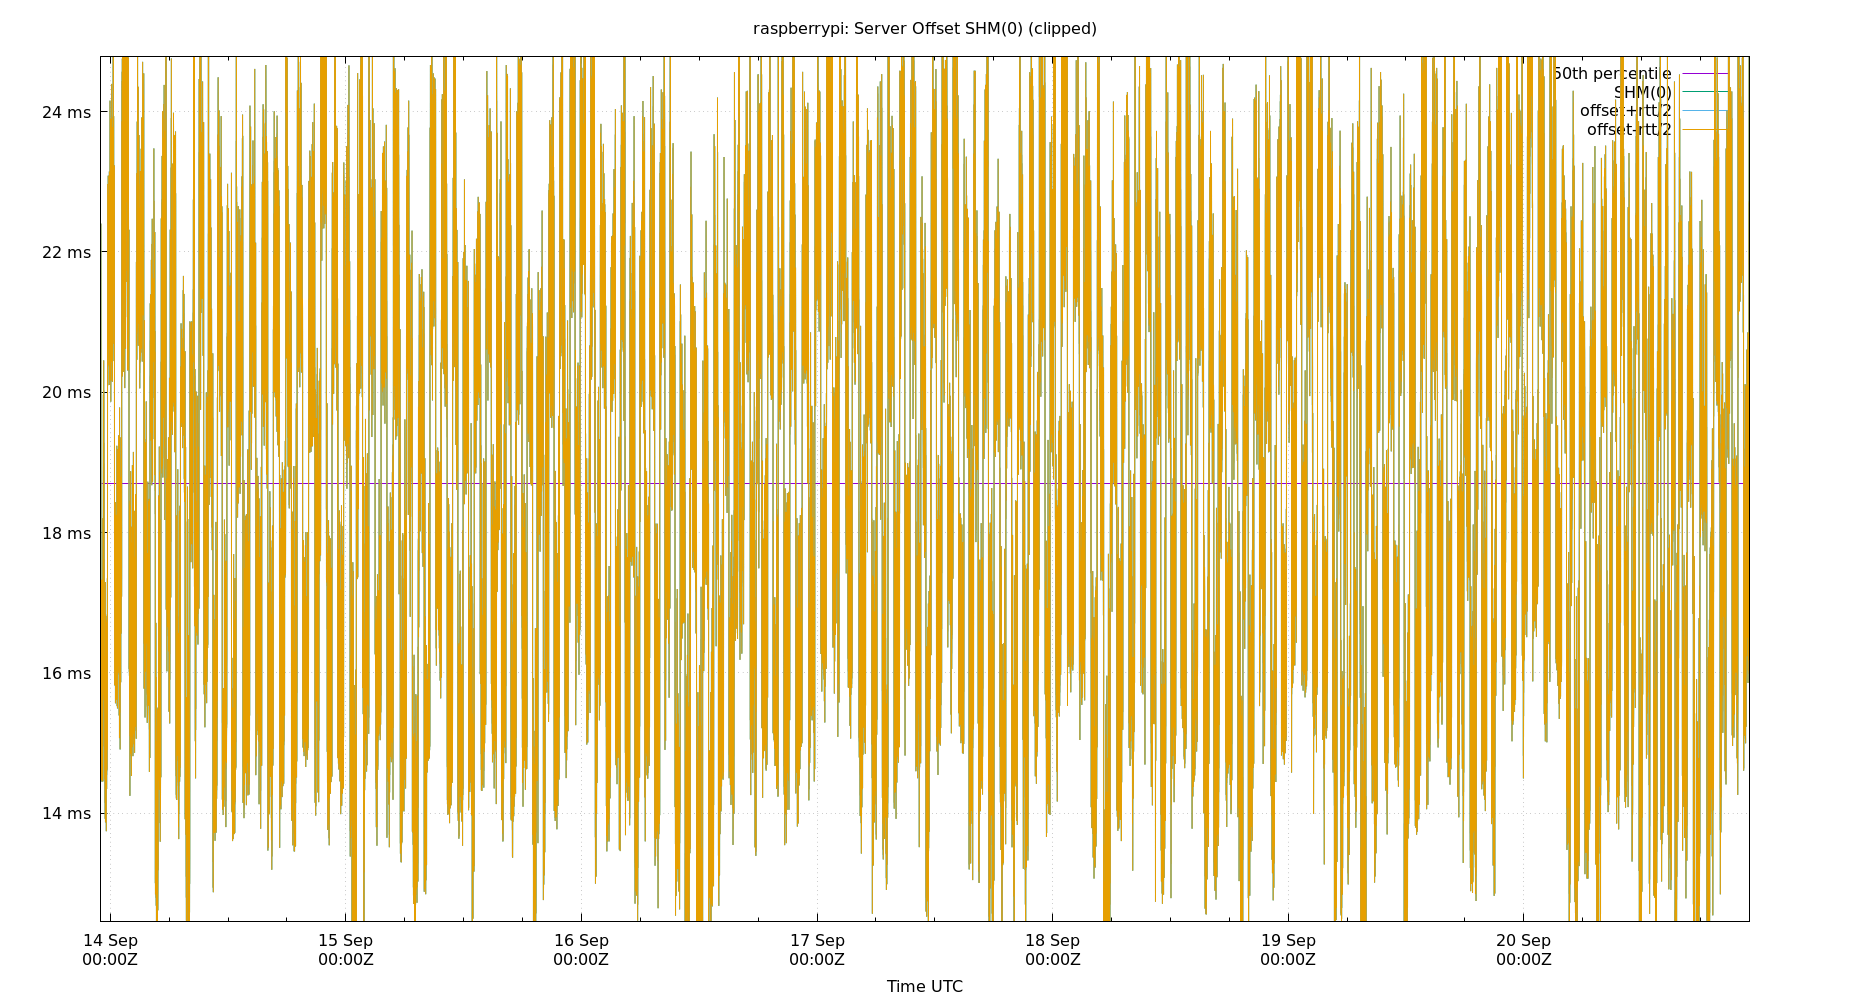 raspberrypi: Server Offset SHM(0) (clipped)
50th percentile
SHM(0)
offset+rtt/2
offset-rtt/2
24 ms
22 ms
20 ms
18 ms
16 ms
14 ms
14 Sep 15 Sep 16 Sep 17 Sep 18 Sep 19 Sep 20 Sep
00:00Z 00:00Z 00:00Z 00:00Z 00:00Z 00:00Z 00:00Z
Time UTC